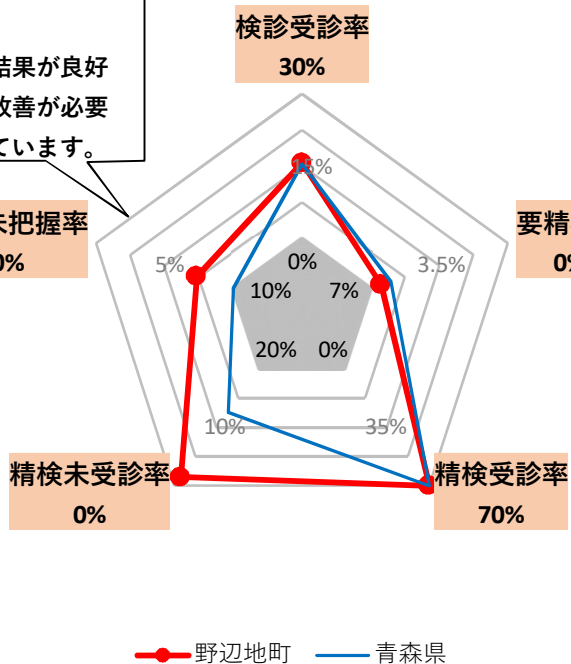 検診受診率
30%
結果が良好
改善が必要
ています。
15%
未把握率
0%
要精
0%
5%
3.5%
0%
10%
7%
20%
0%
10%
35%
精検未受診率
0%
精検受診率
70%
野辺地町
青森県